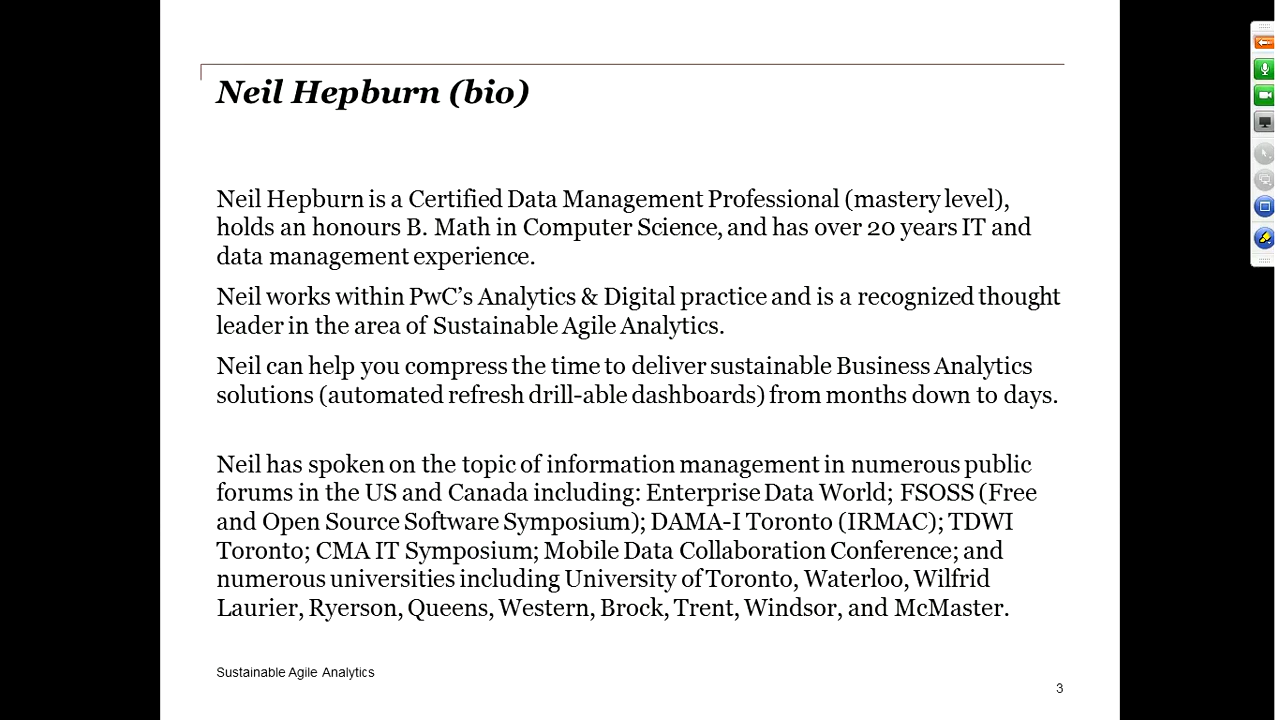 Neil Hepburn (bio)
Neil Hepburn is a Certified Data Management Professional (mastery level),
holds an honours B. Math in Computer Science, and has over 20 years IT and
data management experience.
Neil works within PwC’s Analytics & Digital practice and is a recognized thought
leader in the area of Sustainable Agile Analytics.
Neil can help you compress the time to deliver sustainable Business Analytics
solutions (automated refresh drill-able dashboards) from months down to days.
Neil has spoken on the topic of information management in numerous public
forums in the US and Canada including: Enterprise Data World; FSOSS (Free
and Open Source Software Symposium); DAMA-I Toronto (IRMAC); TDWI
Toronto; CMA IT Symposium; Mobile Data Collaboration Conference; and
numerous universities including University of Toronto, Waterloo, Wilfrid
Laurier, Ryerson, Queens, Western, Brock, Trent, Windsor, and McMaster.
Sustainable Agile Analytics
3